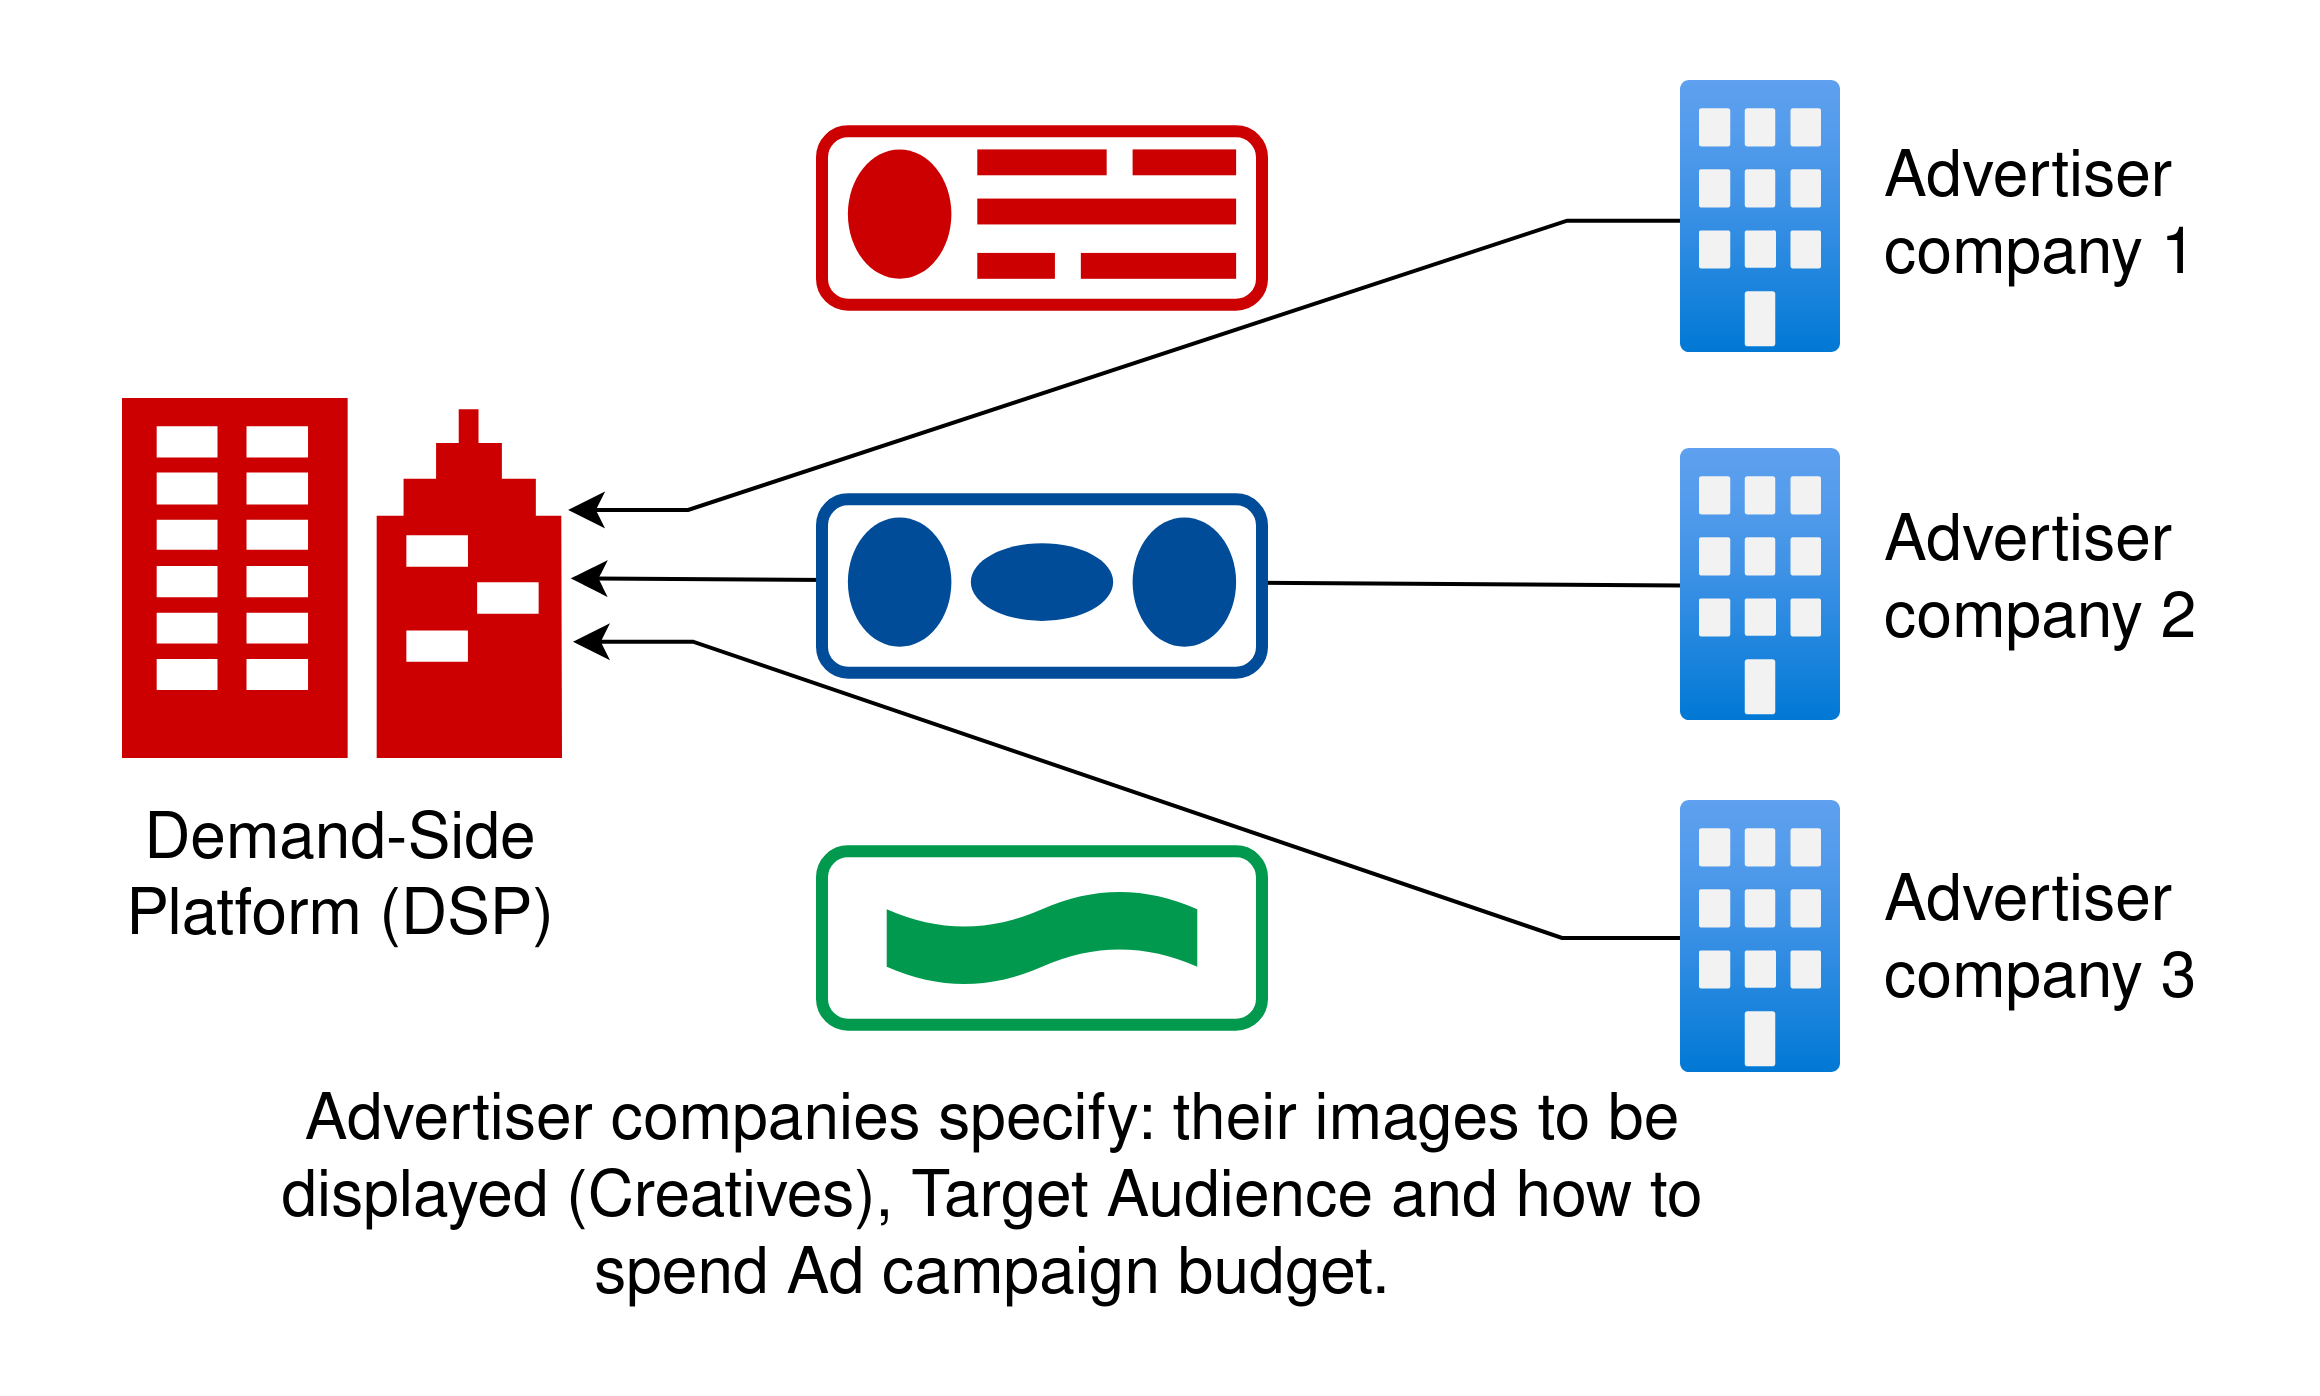 Advertiser
company 1
Advertiser
company 2
Demand-Side
Platform (DSP)
Advertiser
company 3
Advertiser companies specify: their images to be
displayed (Creatives), Target Audience and how to
spend Ad campaign budget.